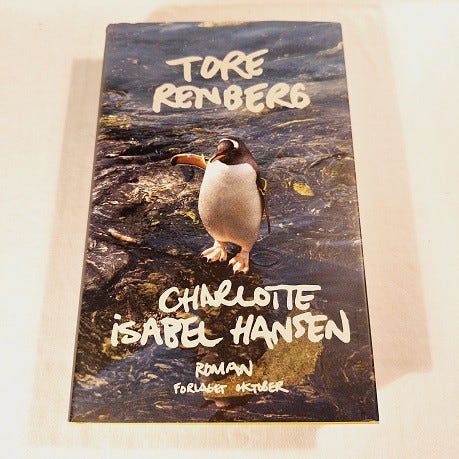 TORE
RENBERG
CHARLOTTE
iSABEL HANSEN
ROMAN
FORLAGET OKTOBER